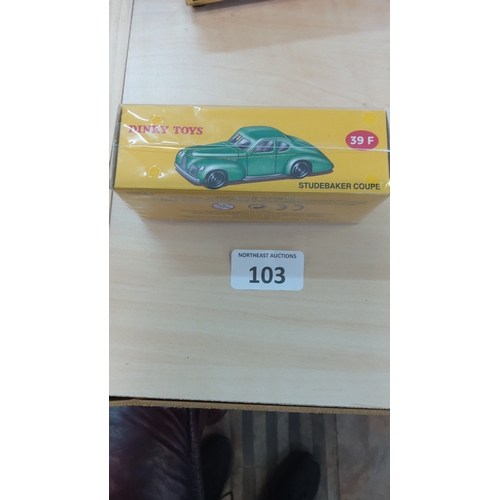 DINKY TOYS
39 F
STUDEBAKER COUPE
NORTHEAST AUCTIONS
103